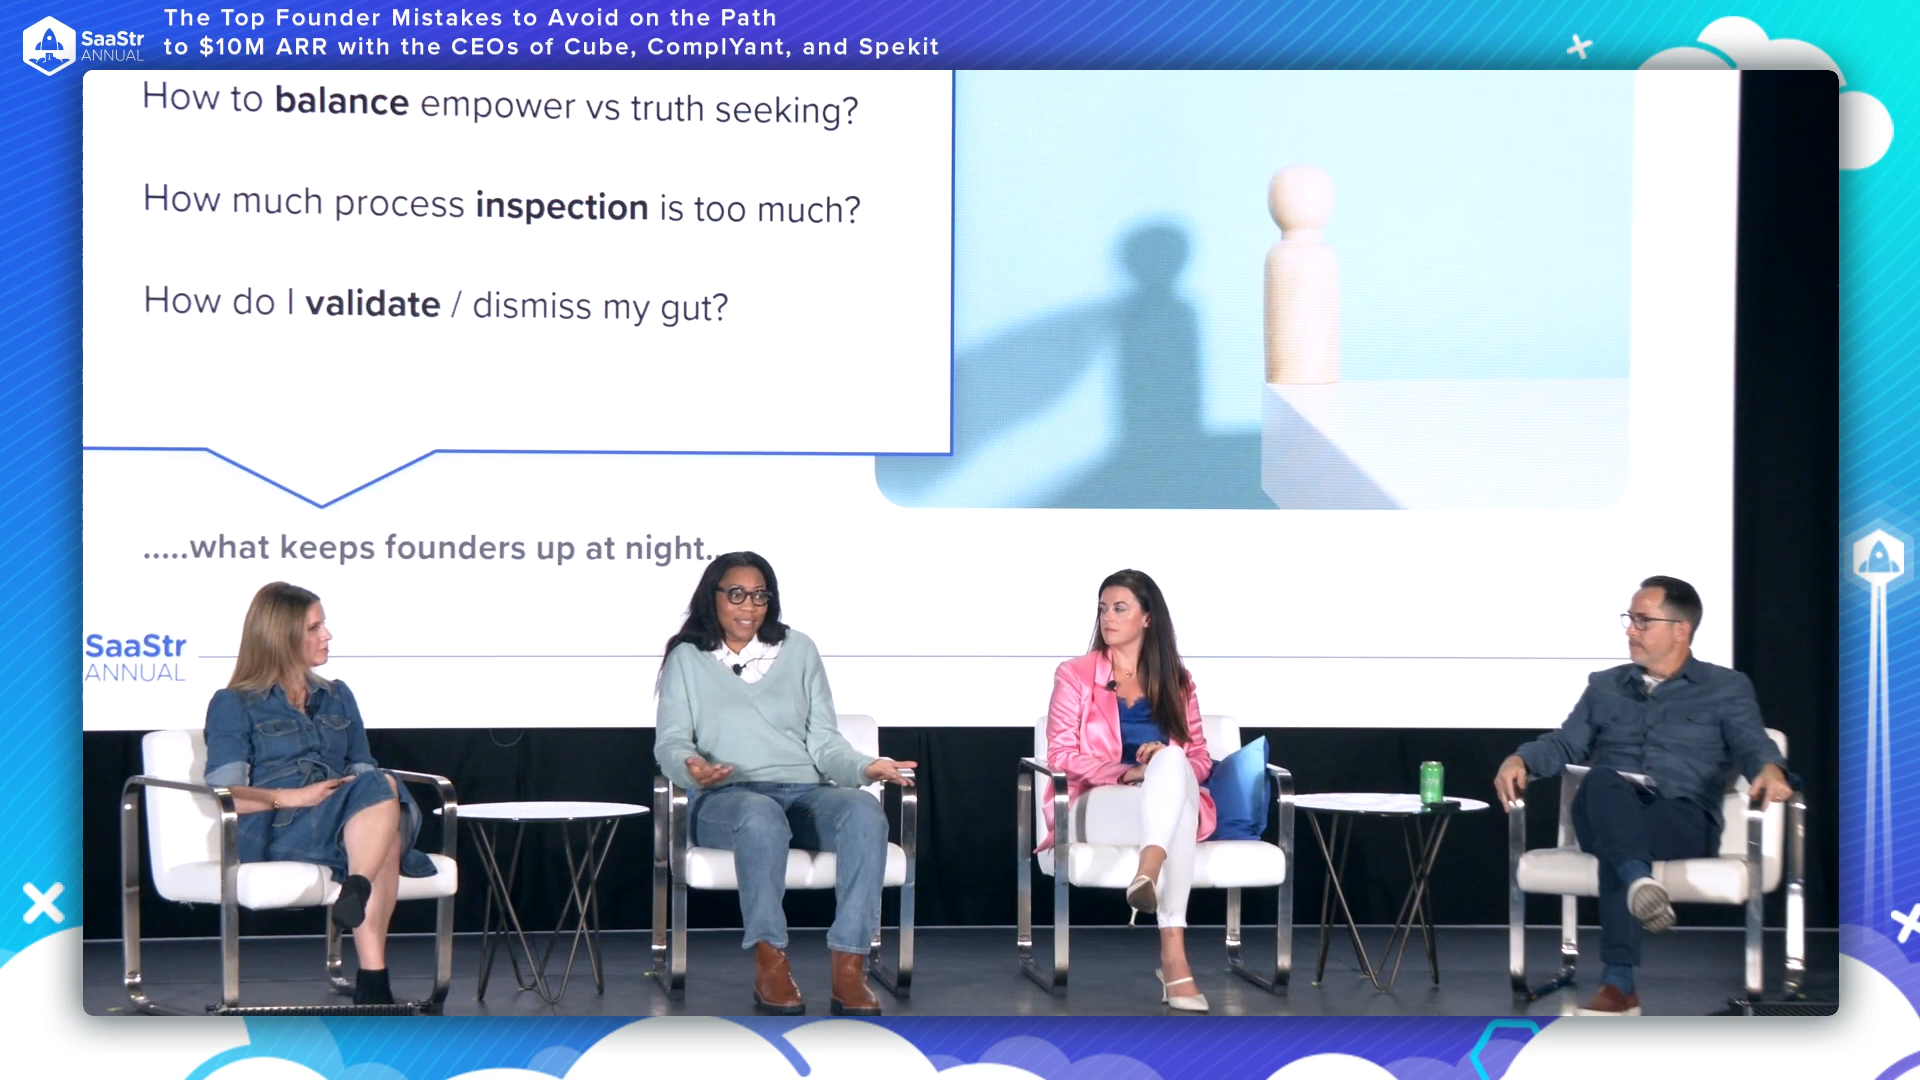 The Top Founder Mistakes to Avoid on the Path
to $10M ARR with the CEOs of Cube, ComplYant, and Spekit
SaaStr
ANNUAL
How to balance empower vs truth seeking?
How much process inspection is too much?
How do I validate / dismiss my gut?
.....what keeps founders up at night..
SaaStr
ANNUAL